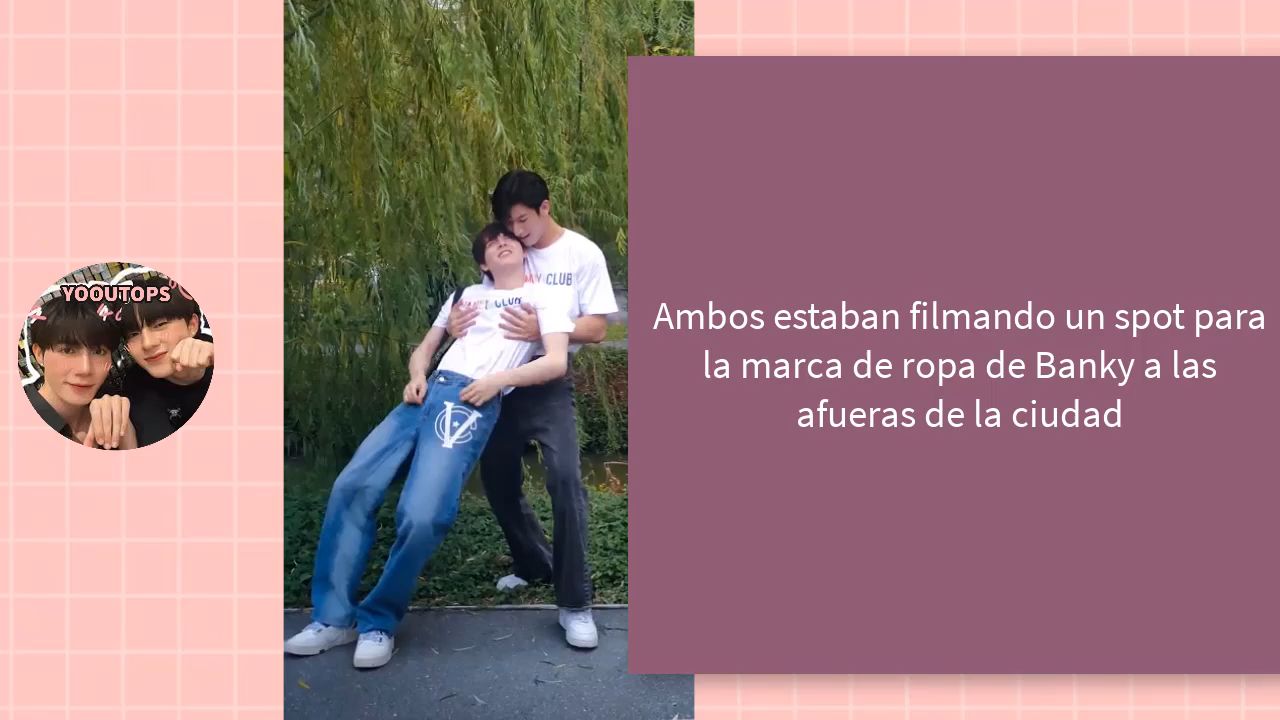 YOOUTOPS
CLUB
CLUB
Ambos estaban filmando un spot para
la marca de ropa de Banky a las
afueras de la ciudad